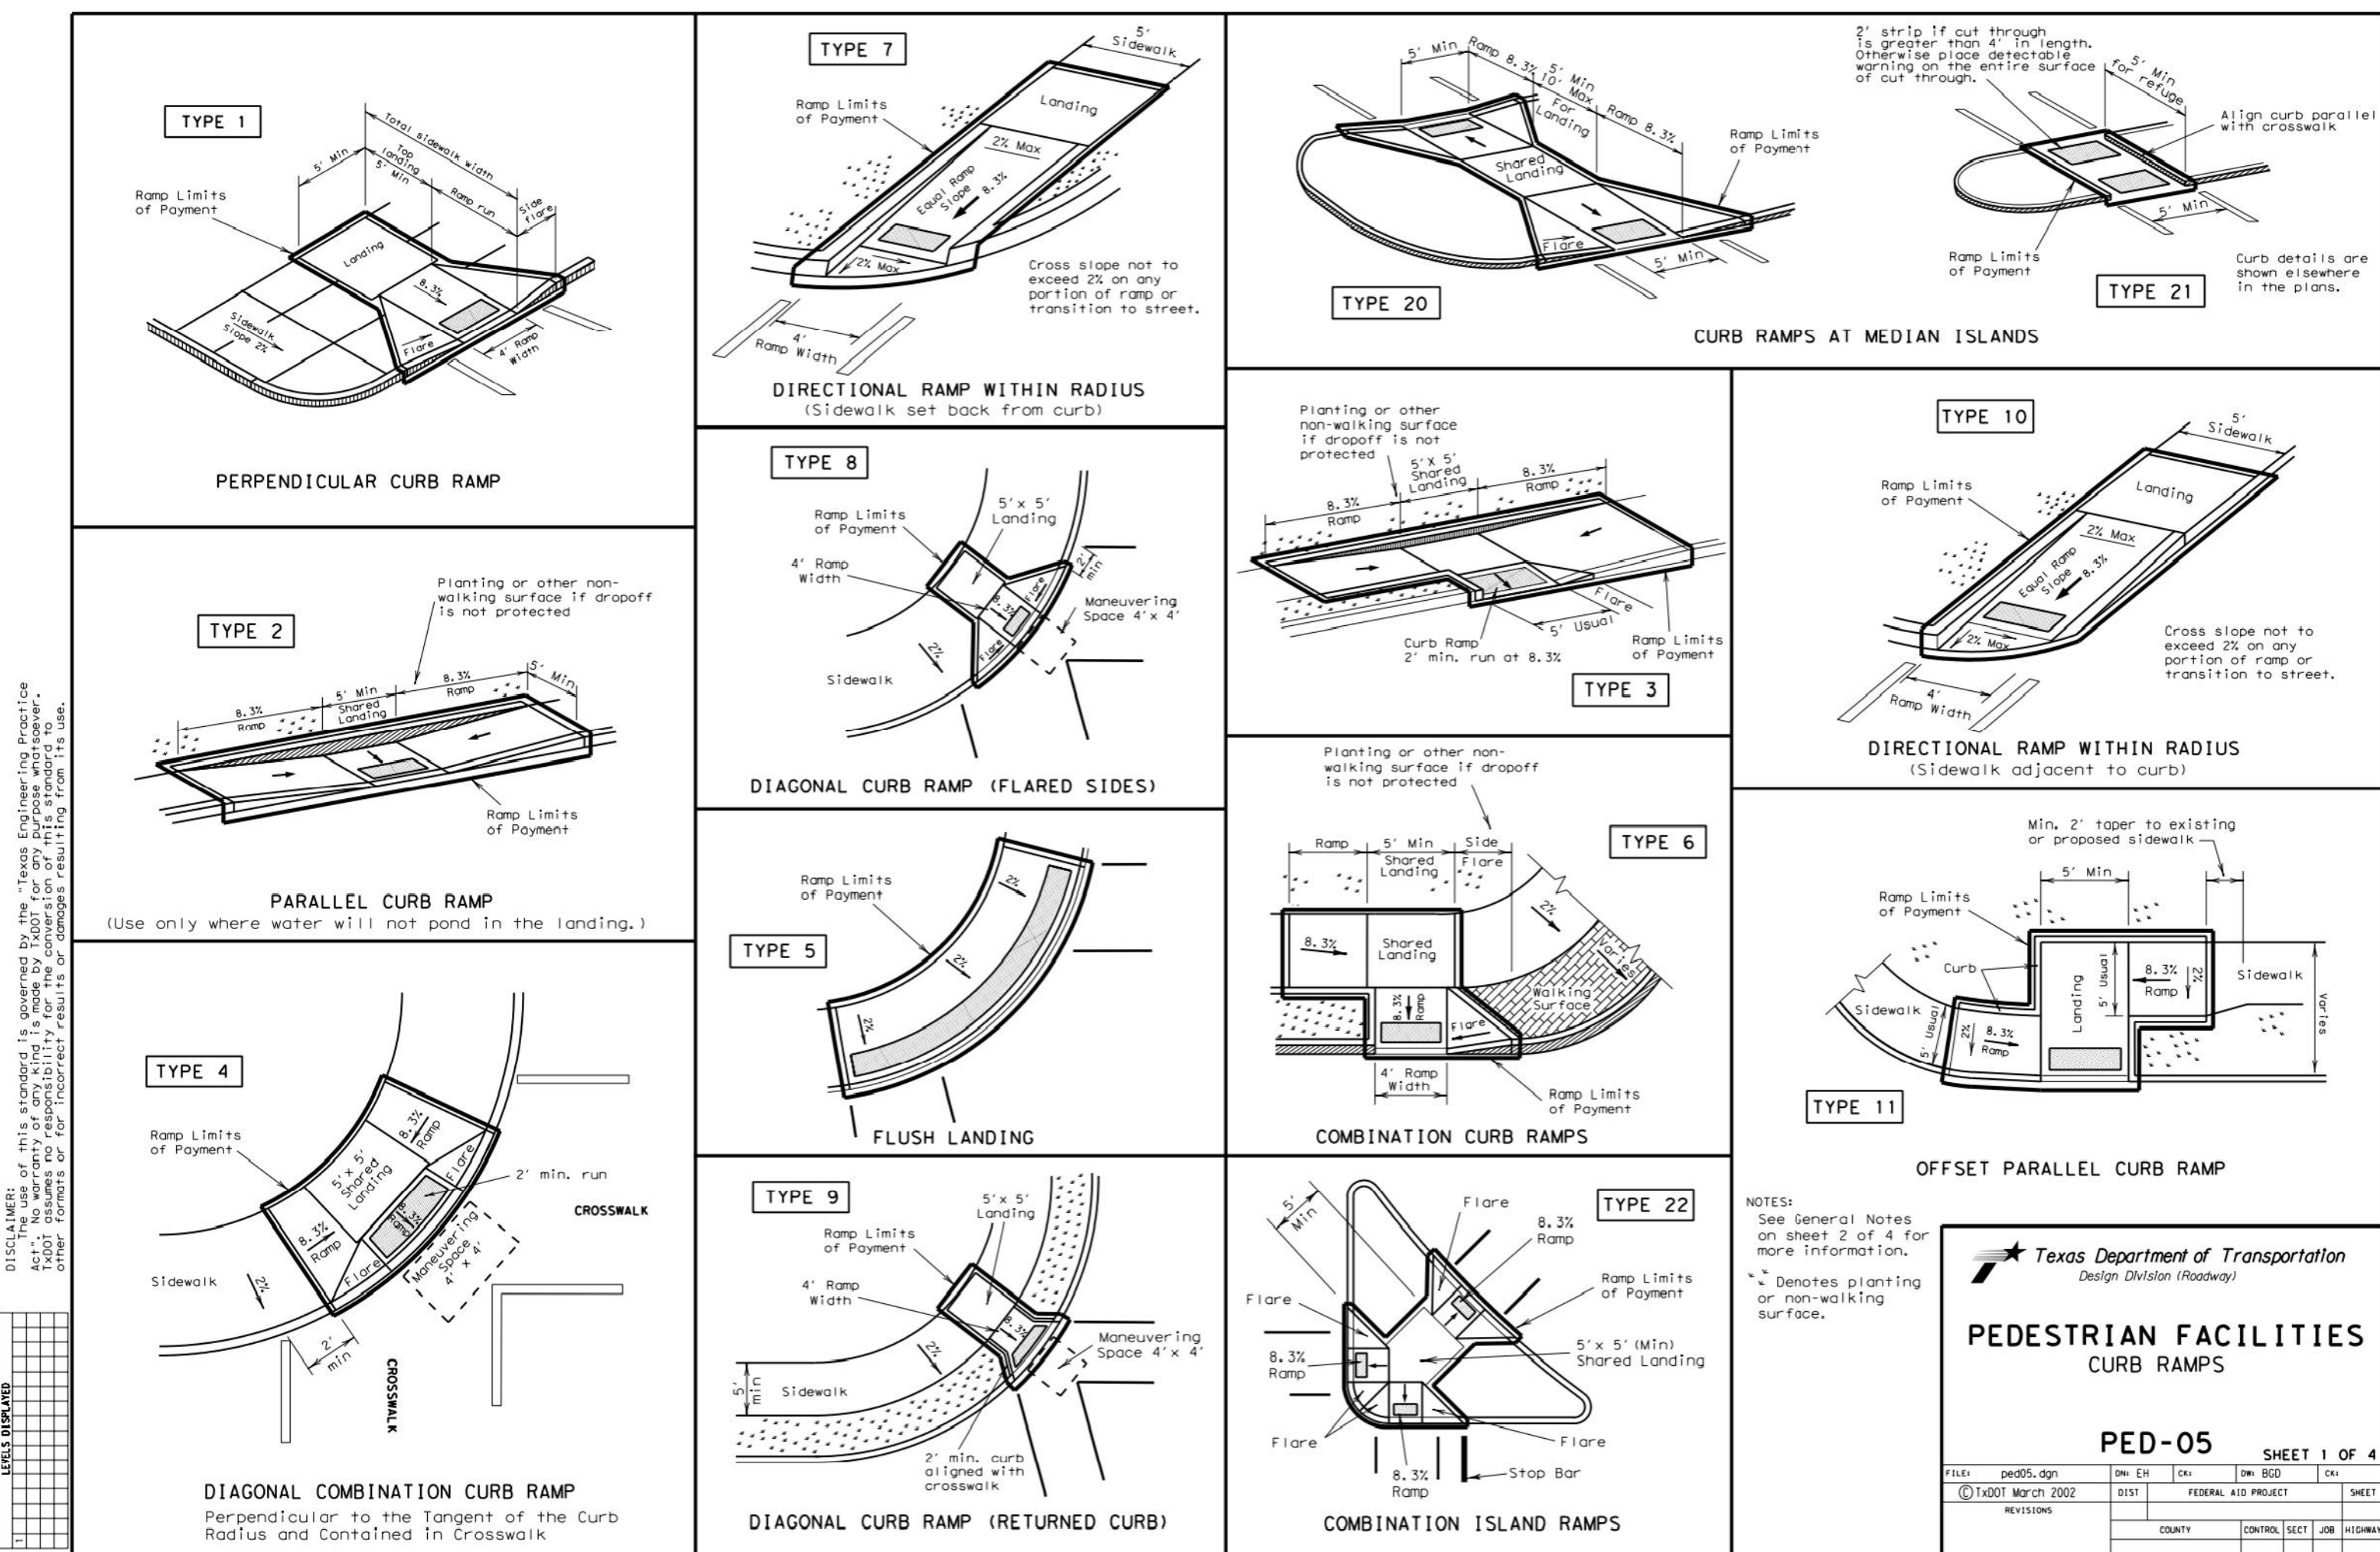 TYPE 1
Total sidewalk width
5' Min
Top
landing
5' Min
Ramp run
Side
flare
Ramp Limits
of Payment
Landing
8.3%
Sidewalk
Slope 2%
Flare
4' Ramp
Width
PERPENDICULAR CURB RAMP
TYPE 2
Planting or other non-
walking surface if dropoff
is not protected
8.3%
Ramp
5' Min
Shared
Landing
8.3%
Ramp
5' Min
Ramp Limits
of Payment
PARALLEL CURB RAMP
(Use only where water will not pond in the landing.)
TYPE 4
Ramp Limits
of Payment
8.3%
Ramp
5' x 5'
Shared
Landing
Flare
2' min. run
8.3%
Ramp
8.3%
Ramp
Flare
Maneuvering
Space
4' x 4'
CROSSWALK
Sidewalk
2%
2'
min
CROSSWALK
DIAGONAL COMBINATION CURB RAMP
Perpendicular to the Tangent of the Curb
Radius and Contained in Crosswalk
TYPE 7
5'
Sidewalk
Ramp Limits
of Payment
Landing
2% Max
Equal Ramp
Slope 8.3%
2% Max
Cross slope not to
exceed 2% on any
portion of ramp or
transition to street.
4'
Ramp Width
DIRECTIONAL RAMP WITHIN RADIUS
(Sidewalk set back from curb)
TYPE 8
Ramp Limits
of Payment
5' x 5'
Landing
4' Ramp
Width
2'
min
Flare
8.3%
Maneuvering
Space 4' x 4'
Flare
2%
Sidewalk
DIAGONAL CURB RAMP (FLARED SIDES)
TYPE 5
Ramp Limits
of Payment
2%
2%
2%
FLUSH LANDING
TYPE 9
5' x 5'
Landing
Ramp Limits
of Payment
4' Ramp
Width
8.3%
Maneuvering
Space 4' x 4'
2%
5'
min
Sidewalk
2' min. curb
aligned with
crosswalk
DIAGONAL CURB RAMP (RETURNED CURB)
5' Min
Ramp 8.3%
5' Min
10' Max
For
Landing
Ramp 8.3%
Ramp Limits
of Payment
Shared
Landing
Flare
5' Min
TYPE 20
2' strip if cut through
is greater than 4' in length.
Otherwise place detectable
warning on the entire surface
of cut through.
5' Min
for refuge
Align curb parallel
with crosswalk
5' Min
Ramp Limits
of Payment
TYPE 21
Curb details are
shown elsewhere
in the plans.
CURB RAMPS AT MEDIAN ISLANDS
Planting or other
non-walking surface
if dropoff is not
protected
5' X 5'
Shared
Landing
8.3%
Ramp
8.3%
Ramp
Flare
5' Usual
Curb Ramp
2' min. run at 8.3%
Ramp Limits
of Payment
TYPE 3
Planting or other non-
walking surface if dropoff
is not protected
TYPE 6
Ramp
5' Min
Shared
Landing
Side
Flare
2%
8.3%
Shared
Landing
Varies
Walking
Surface
8.3%
Ramp
Flare
4' Ramp
Width
Ramp Limits
of Payment
COMBINATION CURB RAMPS
TYPE 22
5'
Min
Flare
8.3%
Ramp
Ramp Limits
of Payment
Flare
8.3%
Ramp
5' x 5' (Min)
Shared Landing
Flare
Flare
8.3%
Ramp
Stop Bar
COMBINATION ISLAND RAMPS
TYPE 10
5'
Sidewalk
Ramp Limits
of Payment
Landing
2% Max
Equal Ramp
Slope 8.3%
2% Max
Cross slope not to
exceed 2% on any
portion of ramp or
transition to street.
4'
Ramp Width
DIRECTIONAL RAMP WITHIN RADIUS
(Sidewalk adjacent to curb)
Min. 2' taper to existing
or proposed sidewalk
5' Min
Ramp Limits
of Payment
Curb
Sidewalk
5' Usual
2%
8.3%
Ramp
Landing
5' Usual
8.3%
Ramp
2%
Sidewalk
Varies
TYPE 11
OFFSET PARALLEL CURB RAMP
NOTES:
See General Notes
on sheet 2 of 4 for
more information.
Denotes planting
or non-walking
surface.
Texas Department of Transportation
Design Division (Roadway)
PEDESTRIAN FACILITIES
CURB RAMPS
PED-05
SHEET 1 OF 4
FILE: ped05.dgn
DN: EH
CK:
DW: BGD
CK:
© TxDOT March 2002
DIST
FEDERAL AID PROJECT
SHEET
REVISIONS
COUNTY
CONTROL
SECT
JOB
HIGHWAY
DISCLAIMER:
The use of this standard is governed by the "Texas Engineering Practice
Act". No warranty of any kind is made by TxDOT for any purpose whatsoever.
TxDOT assumes no responsibility for the conversion of this standard to
other formats or for incorrect results or damages resulting from its use.
LEVELS DISPLAYED
1